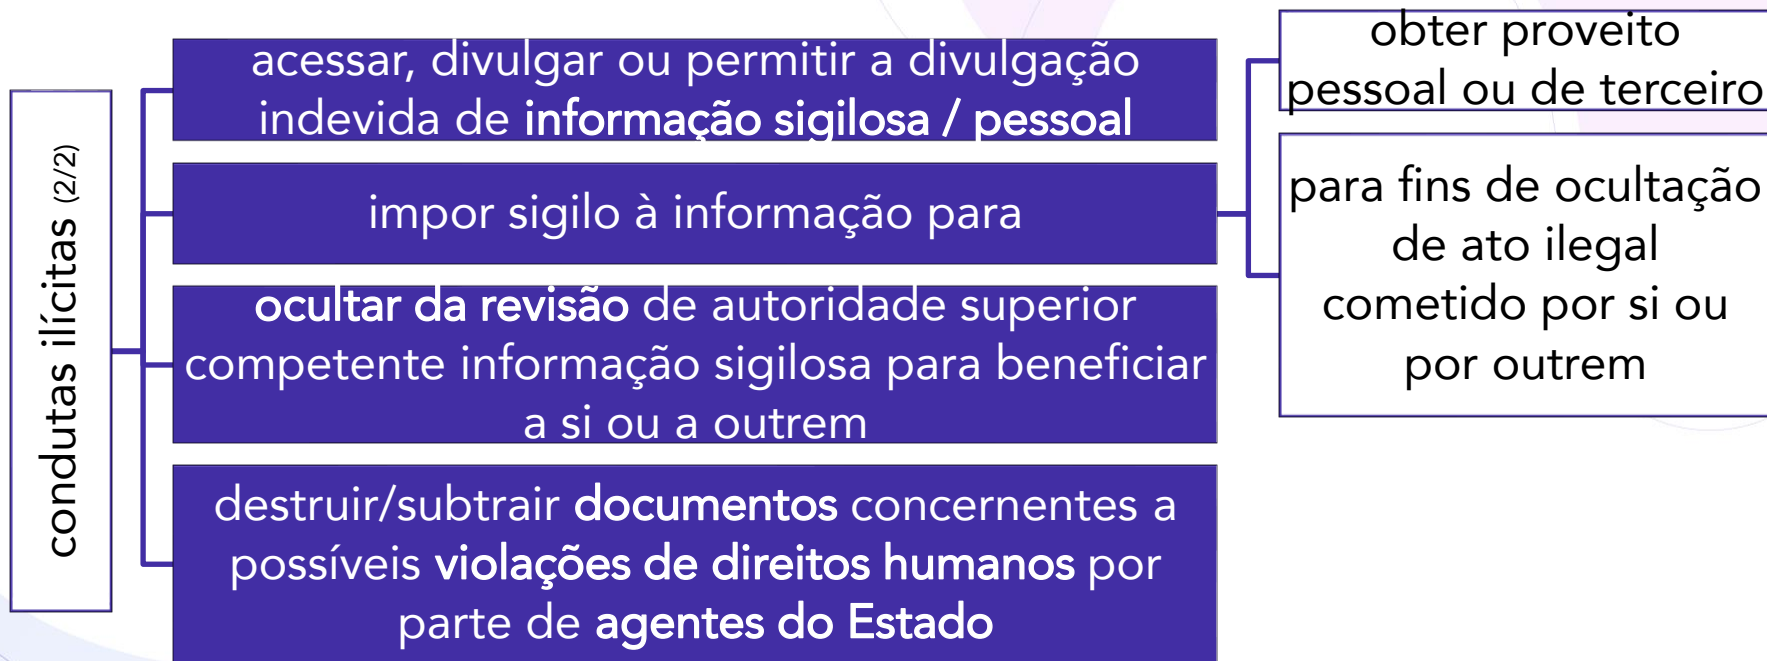 condutas ilícitas (2/2)
acessar, divulgar ou permitir a divulgação
indevida de informação sigilosa / pessoal
impor sigilo à informação para
obter proveito
pessoal ou de terceiro
para fins de ocultação
de ato ilegal
cometido por si ou
por outrem
ocultar da revisão de autoridade superior
competente informação sigilosa para beneficiar
a si ou a outrem
destruir/subtrair documentos concernentes a
possíveis violações de direitos humanos por
parte de agentes do Estado